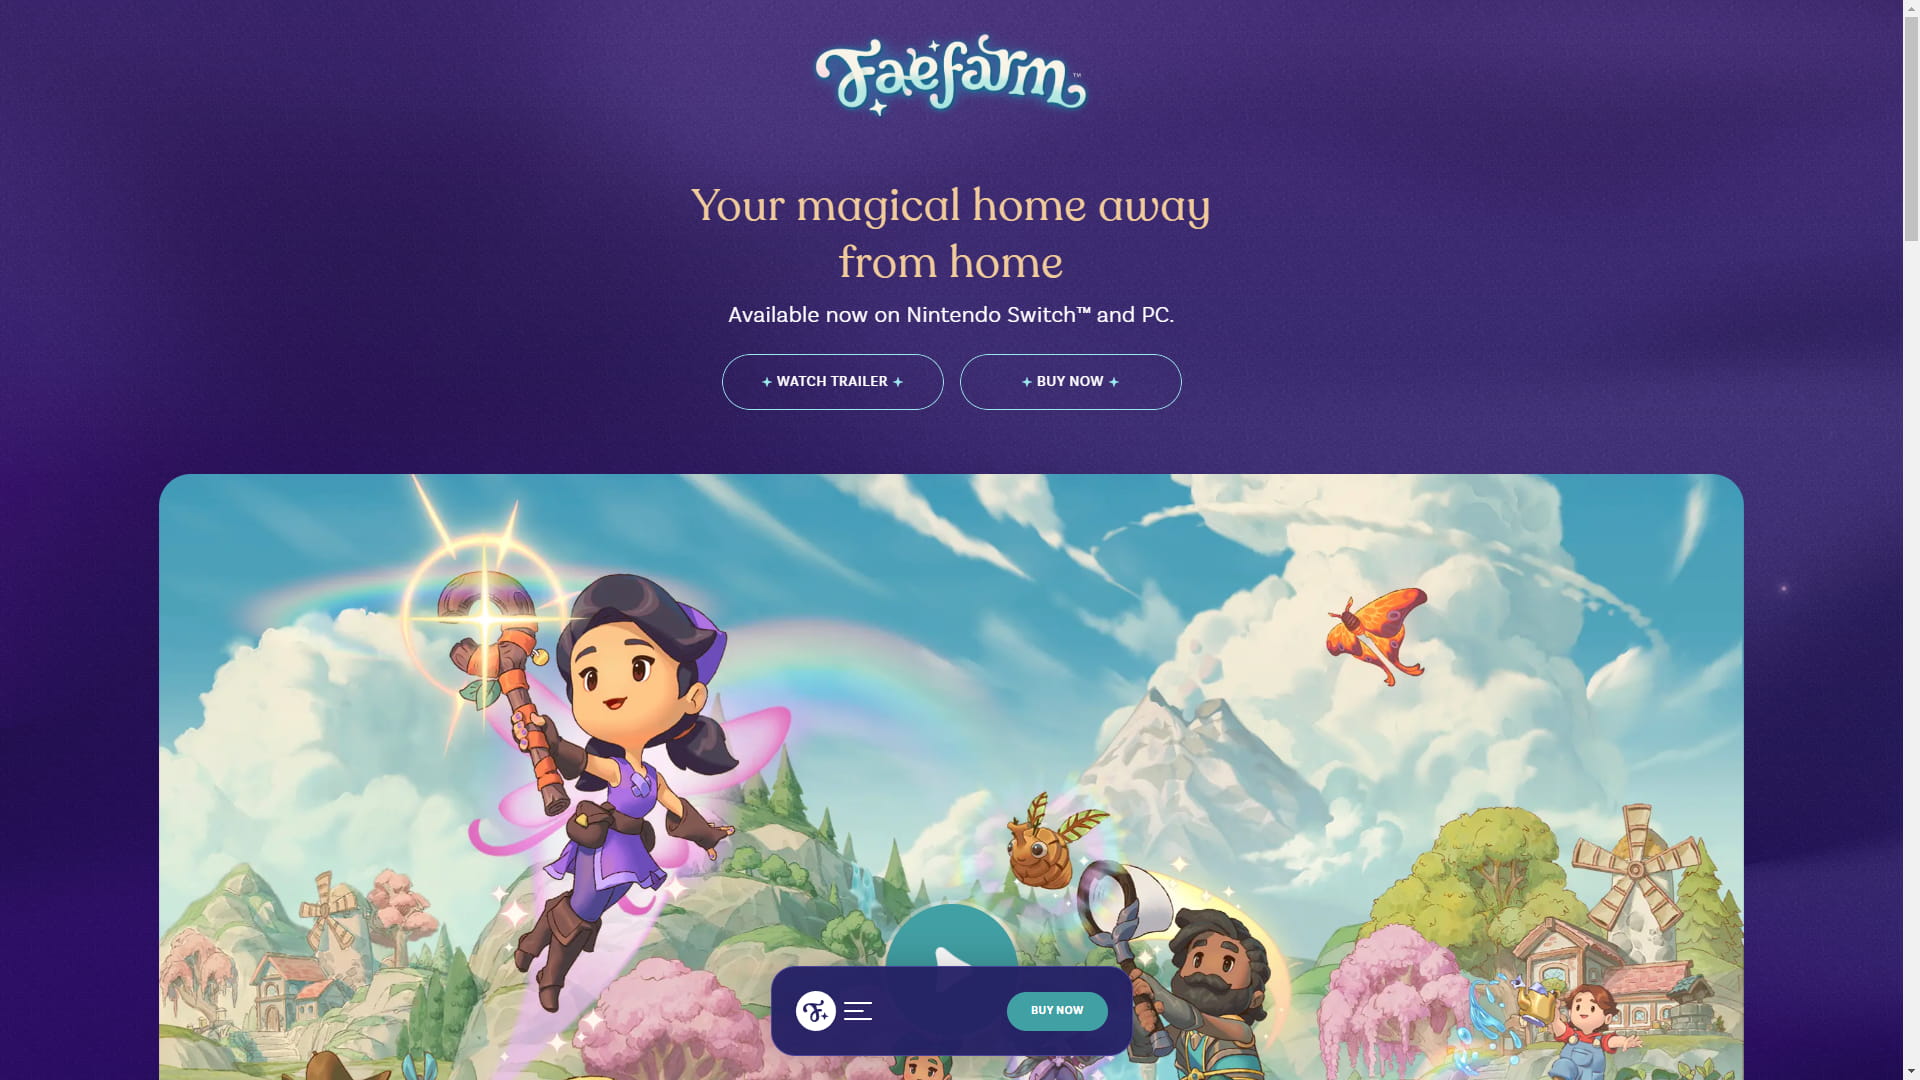 Faefarm™
Your magical home away
from home
Available now on Nintendo Switch™ and PC.
WATCH TRAILER
BUY NOW
BUY NOW